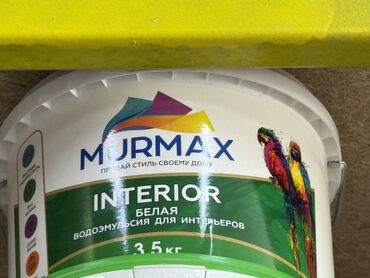 MURMAX
ПРИДАЙ СТИЛЬ СВОЕМУ ДОМУ
INTERIOR
БЕЛАЯ
ВОДОЭМУЛЬСИЯ ДЛЯ ИНТЕРЬЕРОВ
3,5 КГ